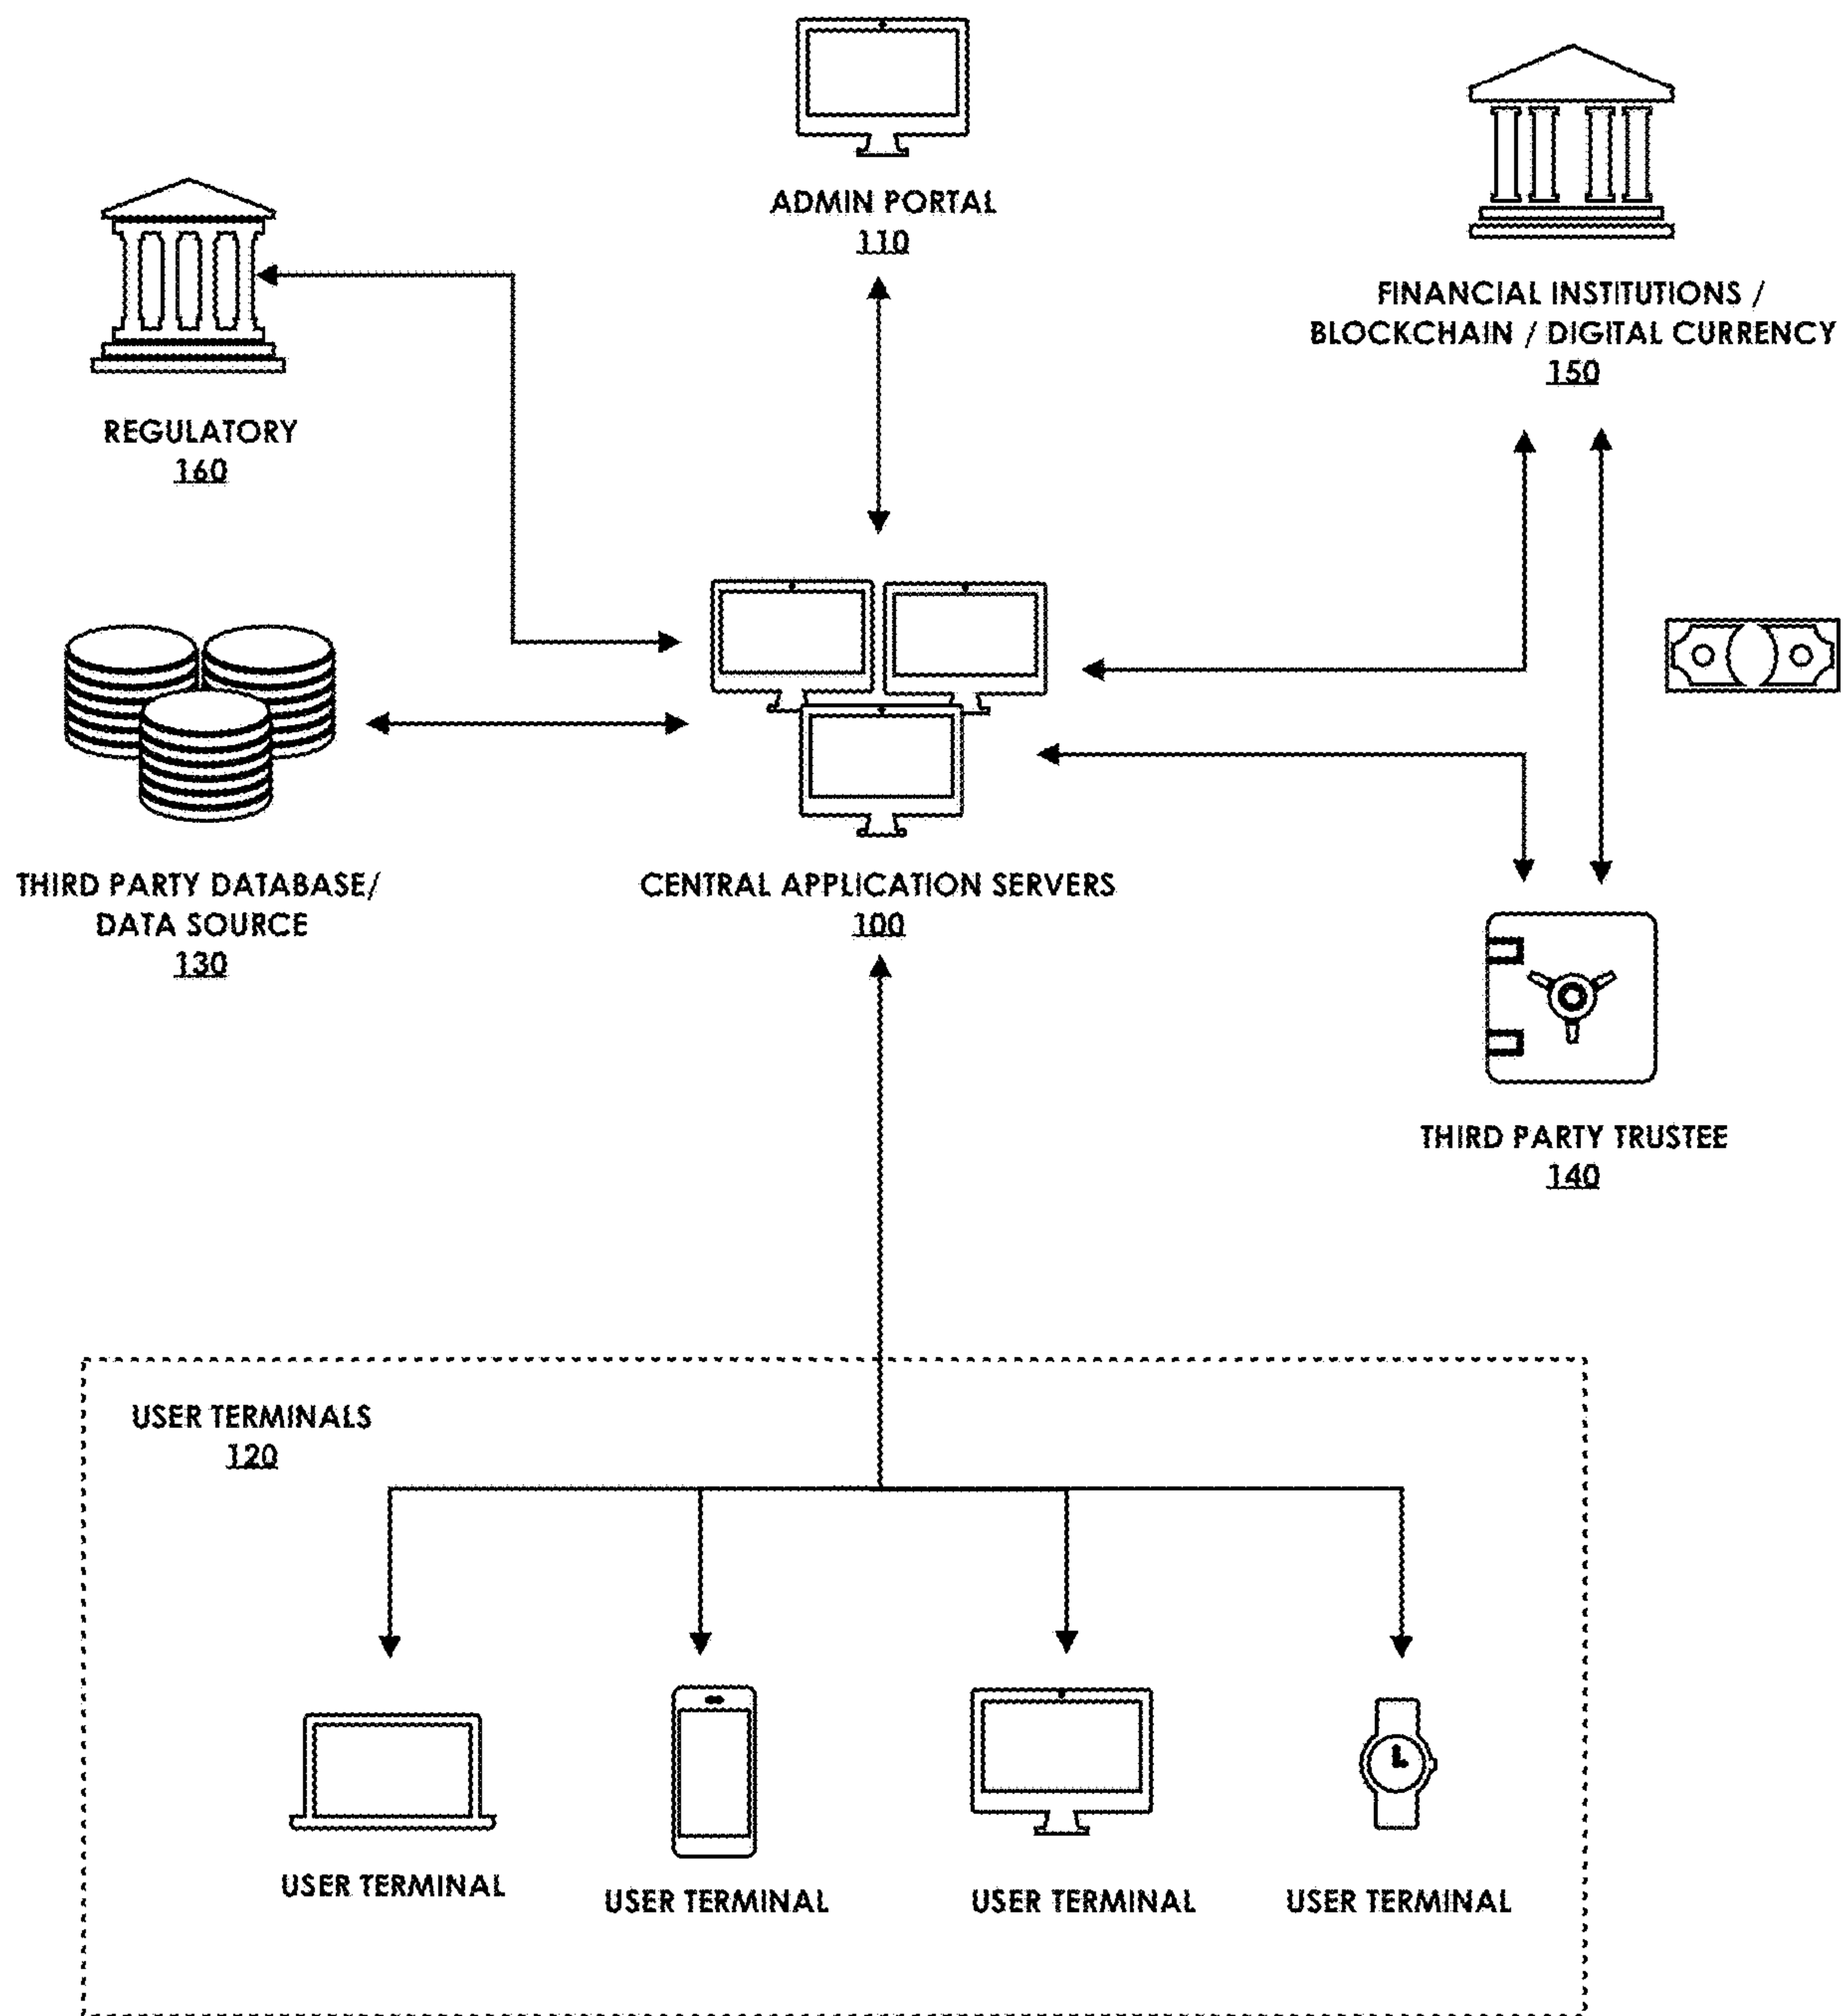 ADMIN PORTAL
110
FINANCIAL INSTITUTIONS /
BLOCKCHAIN / DIGITAL CURRENCY
150
REGULATORY
160
THIRD PARTY DATABASE/
DATA SOURCE
130
CENTRAL APPLICATION SERVERS
100
THIRD PARTY TRUSTEE
140
USER TERMINALS
120
USER TERMINAL
USER TERMINAL
USER TERMINAL
USER TERMINAL